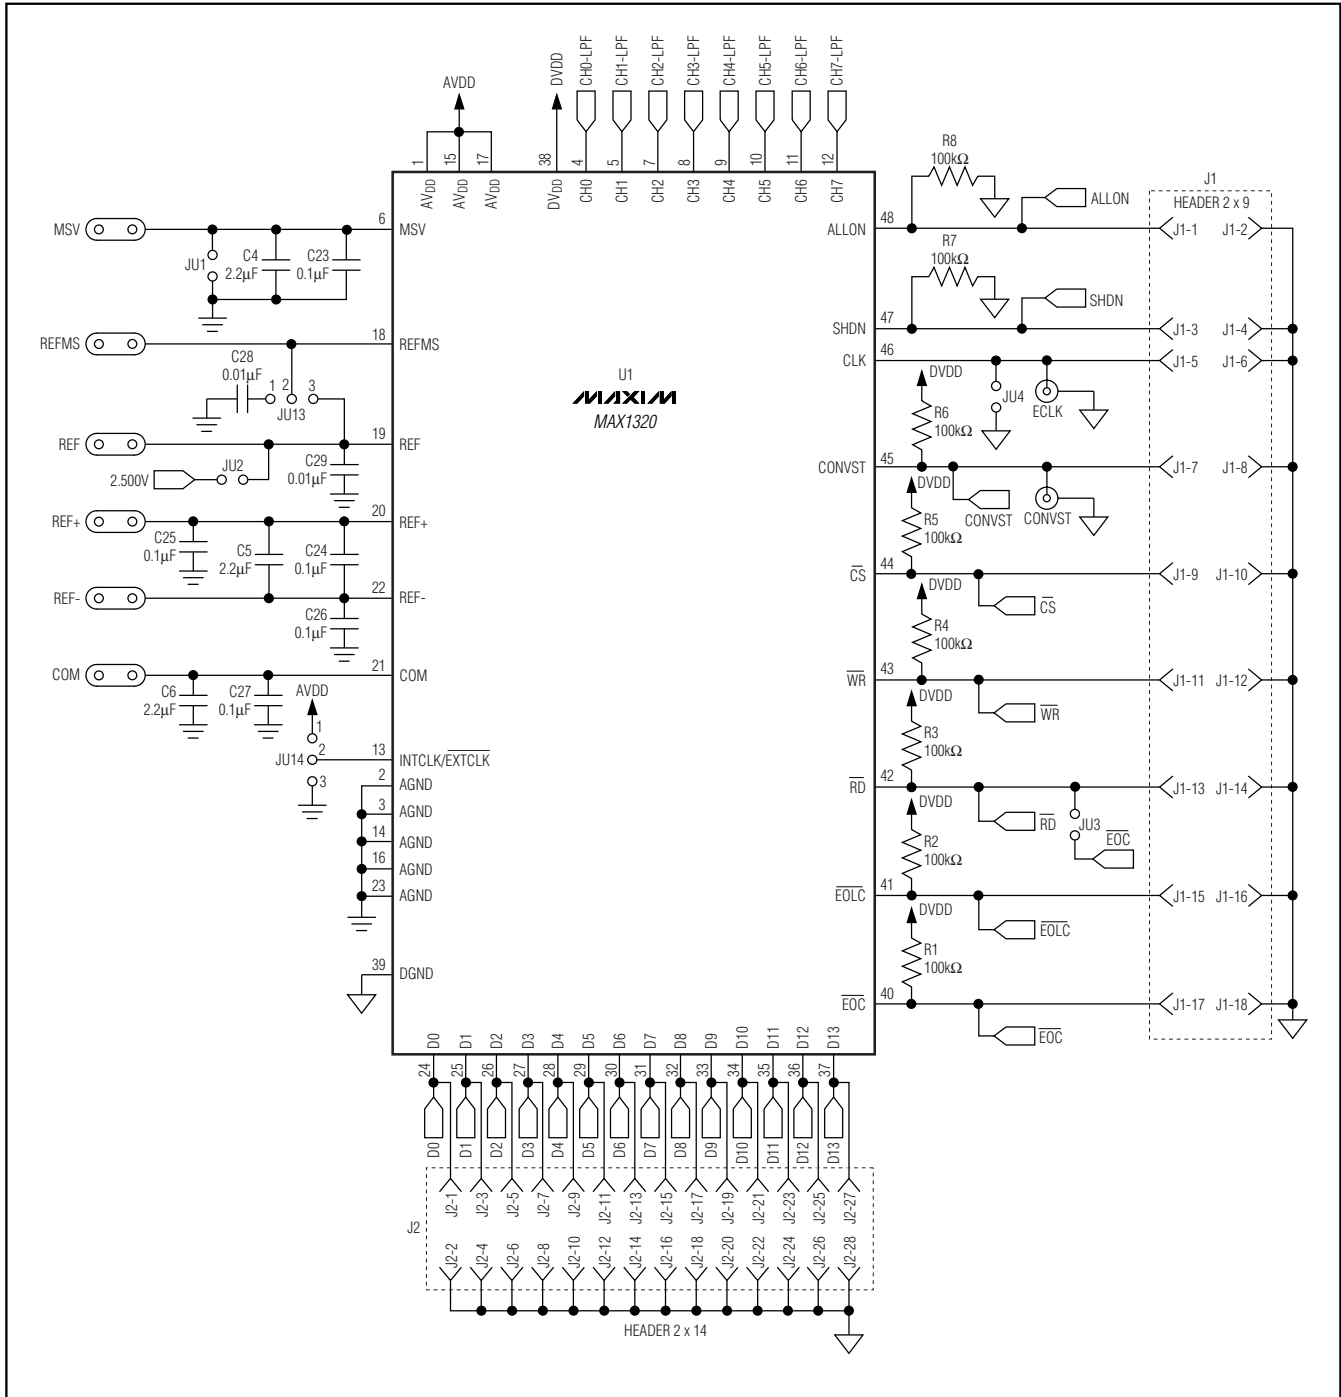 AVDD
DVDD
CH0-LPF
CH1-LPF
CH2-LPF
CH3-LPF
CH4-LPF
CH5-LPF
CH6-LPF
CH7-LPF
1
15
17
38
4
5
7
8
9
10
11
12
AVDD
AVDD
AVDD
DVDD
CH0
CH1
CH2
CH3
CH4
CH5
CH6
CH7
MSV
6
MSV
JU1
C4
2.2µF
C23
0.1µF
REFMS
18
REFMS
C28
0.01µF
1
2
3
JU13
REF
19
REF
2.500V
JU2
C29
0.01µF
REF+
20
REF+
C25
0.1µF
C5
2.2µF
C24
0.1µF
REF-
22
REF-
C26
0.1µF
COM
21
COM
C6
2.2µF
C27
0.1µF
AVDD
1
JU14
2
3
13
INTCLK/EXTCLK
2
AGND
3
AGND
14
AGND
16
AGND
23
AGND
39
DGND
U1
MAXIM
MAX1320
R8
100kΩ
ALLON
48
ALLON
R7
100kΩ
SHDN
47
SHDN
46
CLK
DVDD
JU4
ECLK
R6
100kΩ
45
CONVST
DVDD
CONVST
CONVST
R5
100kΩ
44
CS
DVDD
CS
R4
100kΩ
43
WR
DVDD
WR
R3
100kΩ
42
RD
DVDD
RD
JU3
EOC
R2
100kΩ
41
EOLC
DVDD
EOLC
R1
100kΩ
40
EOC
EOC
J1
HEADER 2 x 9
J1-1 J1-2
J1-3 J1-4
J1-5 J1-6
J1-7 J1-8
J1-9 J1-10
J1-11 J1-12
J1-13 J1-14
J1-15 J1-16
J1-17 J1-18
D0
D1
D2
D3
D4
D5
D6
D7
D8
D9
D10
D11
D12
D13
24
25
26
27
28
29
30
31
32
33
34
35
36
37
D0
D1
D2
D3
D4
D5
D6
D7
D8
D9
D10
D11
D12
D13
J2
J2-1
J2-3
J2-5
J2-7
J2-9
J2-11
J2-13
J2-15
J2-17
J2-19
J2-21
J2-23
J2-25
J2-27
J2-2
J2-4
J2-6
J2-8
J2-10
J2-12
J2-14
J2-16
J2-18
J2-20
J2-22
J2-24
J2-26
J2-28
HEADER 2 x 14